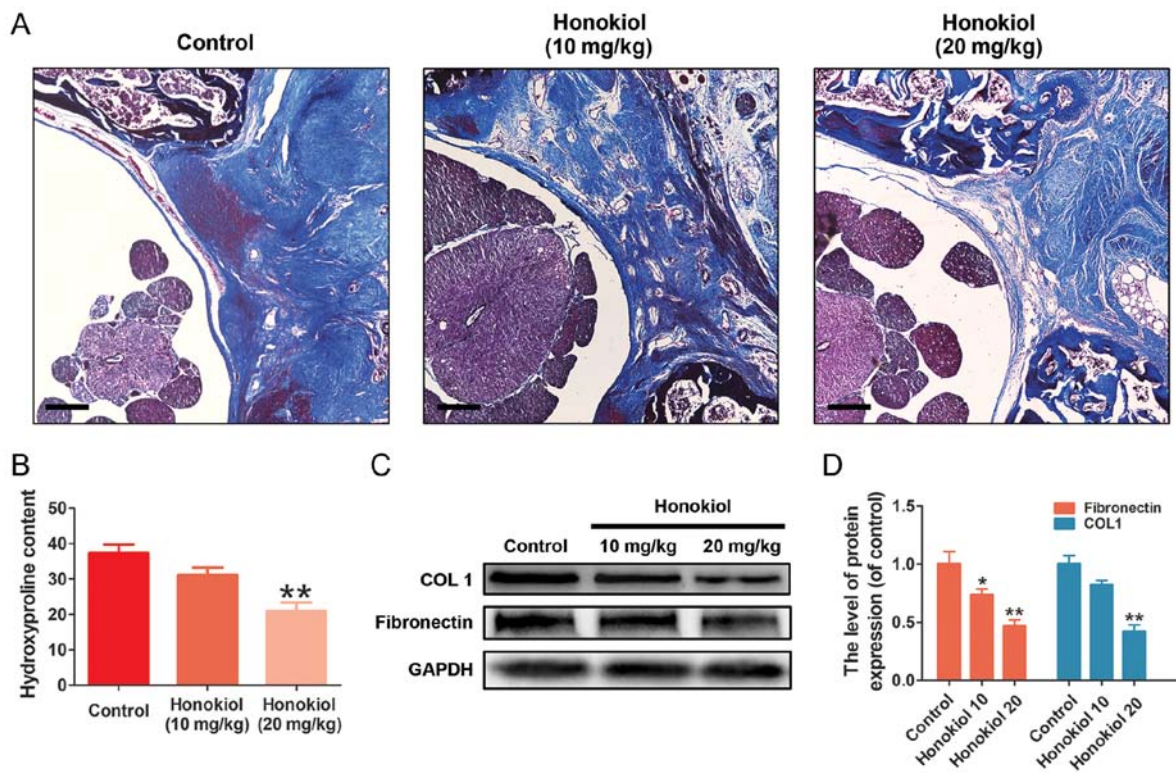 A
Control
Honokiol
(10 mg/kg)
Honokiol
(20 mg/kg)
B
Hydroxyproline content
50
40
30
20
10
0
**
Control
Honokiol
(10 mg/kg)
Honokiol
(20 mg/kg)
C
Honokiol
Control
10 mg/kg
20 mg/kg
COL 1
Fibronectin
GAPDH
D
The level of protein
expression (of control)
1.5
1.0
0.5
0.0
Fibronectin
COL1
*
**
**
Control
Honokiol 10
Honokiol 20
Control
Honokiol 10
Honokiol 20